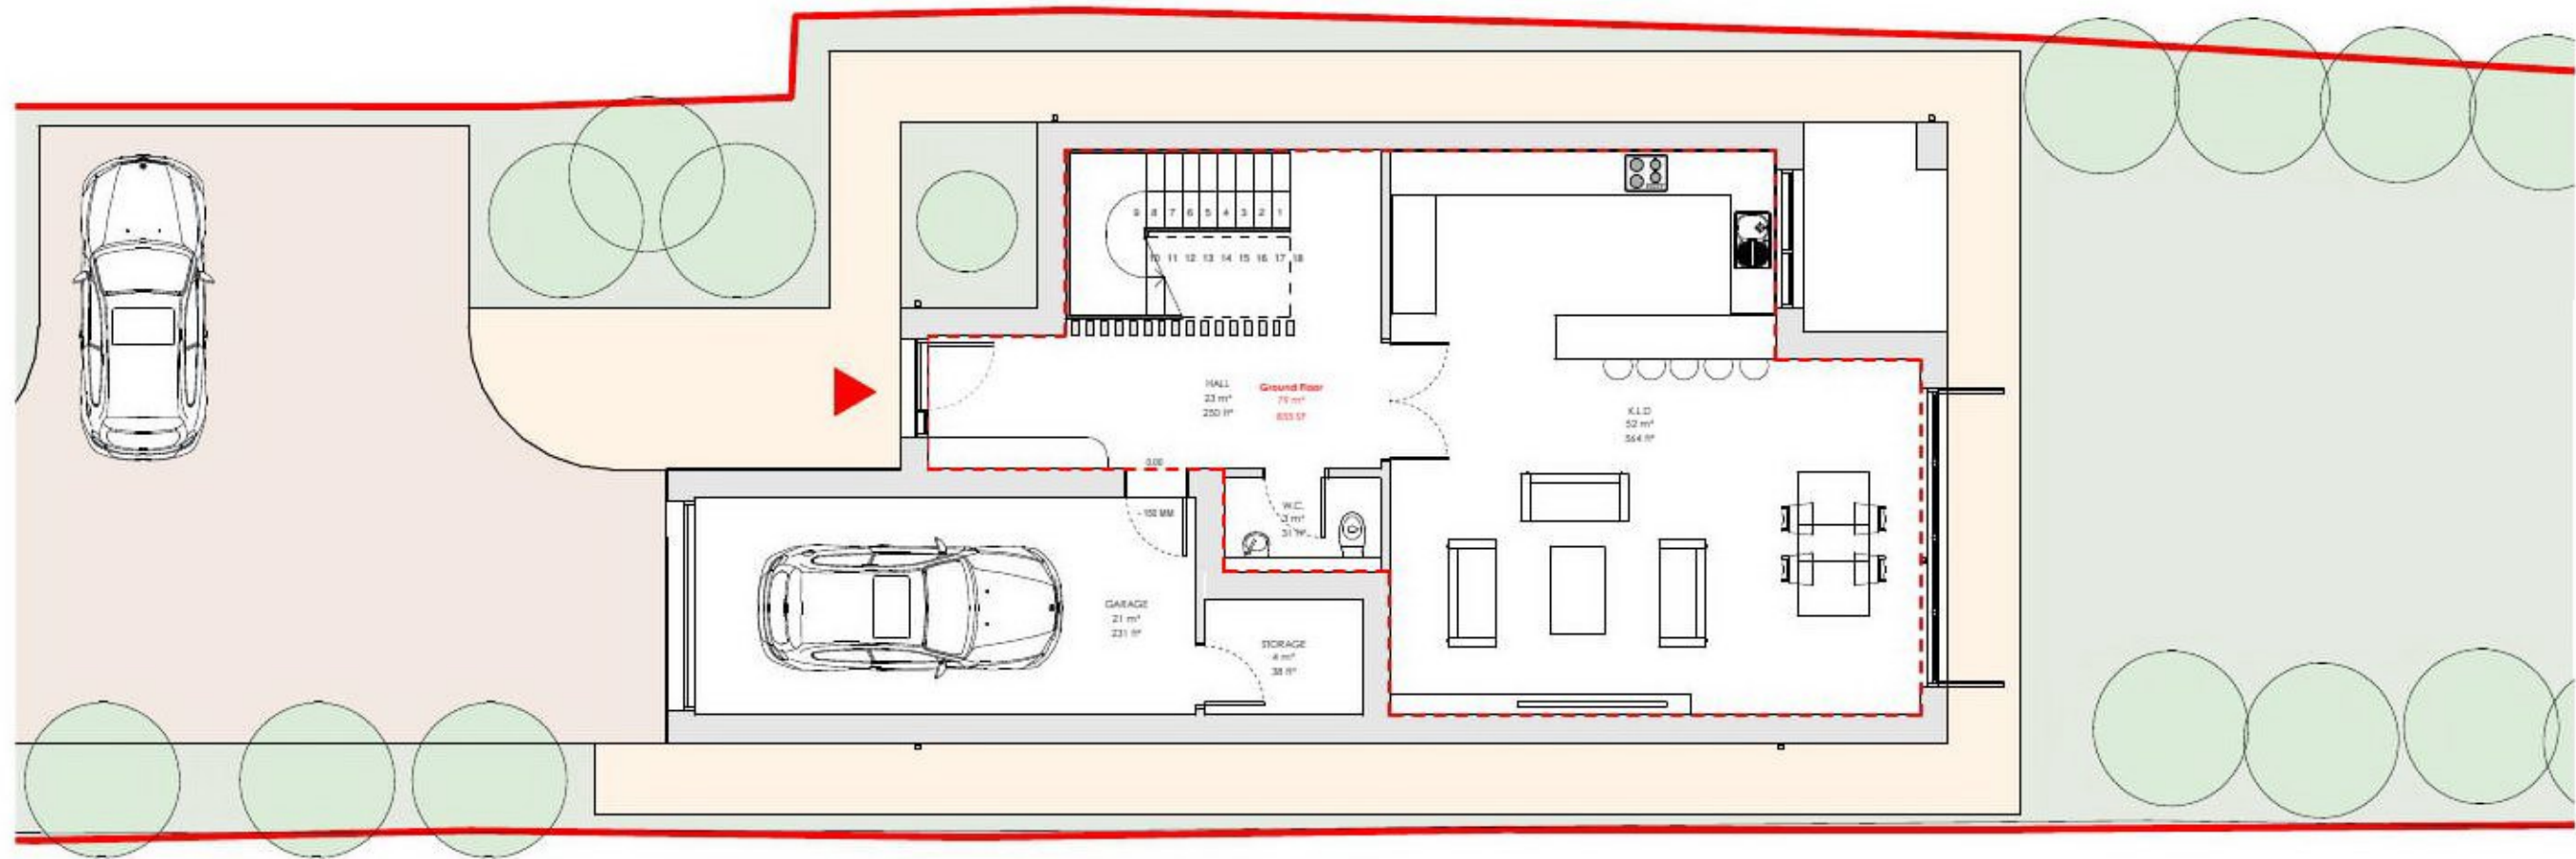 9 8 7 6 5 4 3 2 1
10 11 12 13 14 15 16 17 18
HALL
23 m²
250 ft²
Ground Floor
79 m²
K.L.D
52 m²
564 ft²
0.00
- 150 MM
W.C.
3 m²
31 ft²
GARAGE
21 m²
231 ft²
STORAGE
4 m²
38 ft²